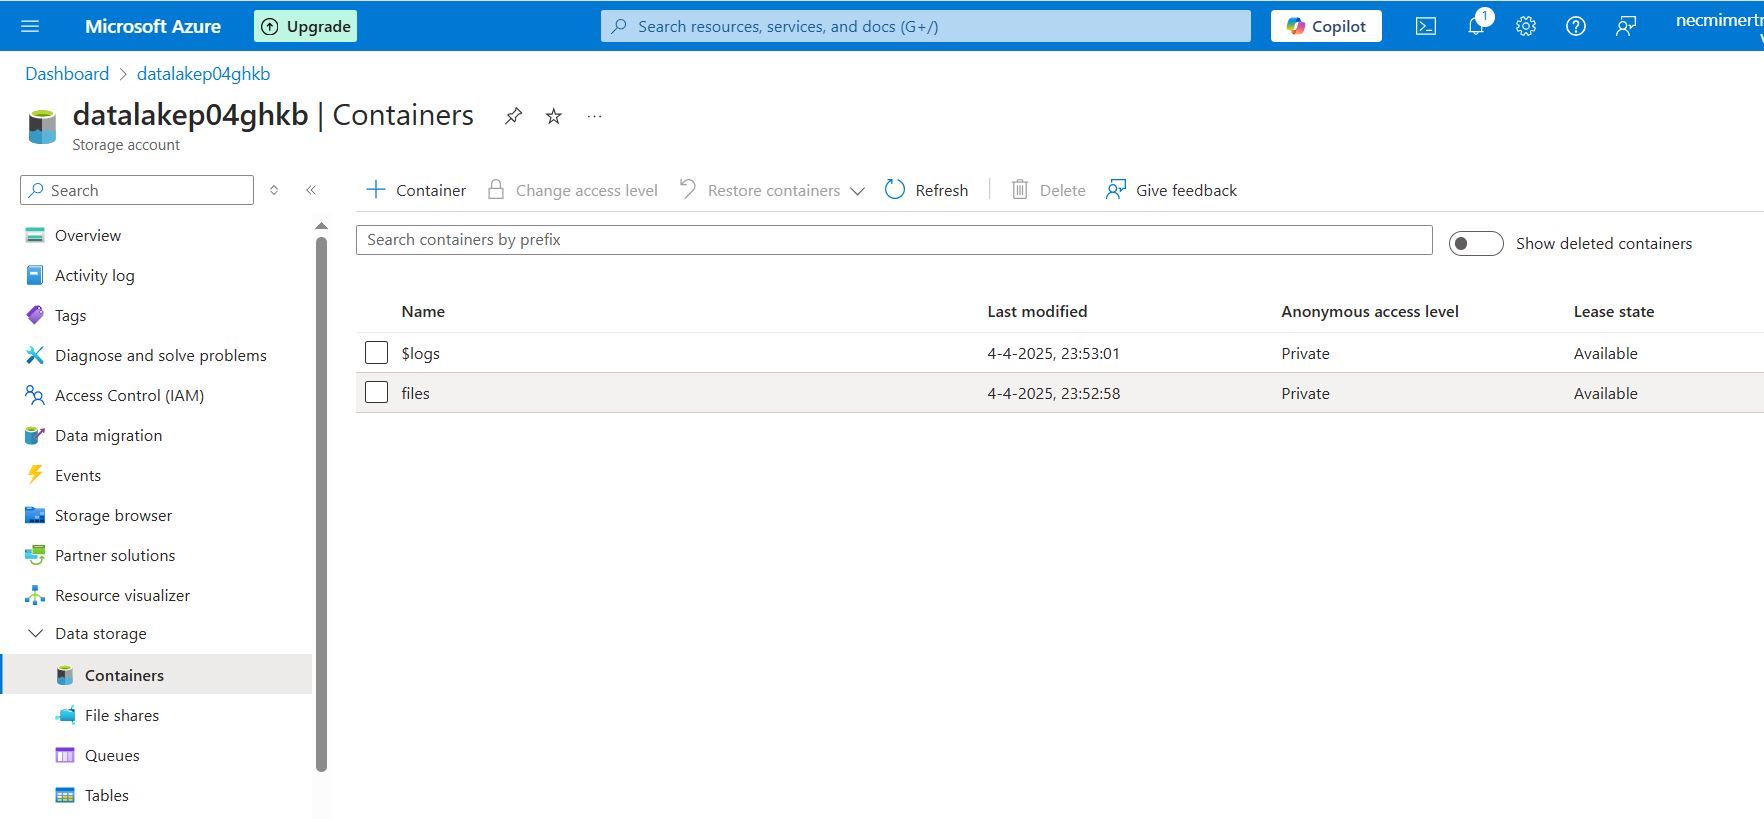 Microsoft Azure
Upgrade
Search resources, services, and docs (G+/)
Copilot
1
Dashboard > datalakep04ghkb
datalakep04ghkb | Containers
Storage account
Search
Container
Change access level
Restore containers
Refresh
Delete
Give feedback
Search containers by prefix
Show deleted containers
Overview
Activity log
Tags
Diagnose and solve problems
Access Control (IAM)
Data migration
Events
Storage browser
Partner solutions
Resource visualizer
Data storage
Containers
File shares
Queues
Tables
Name Last modified Anonymous access level Lease state
$logs 4-4-2025, 23:53:01 Private Available
files 4-4-2025, 23:52:58 Private Available